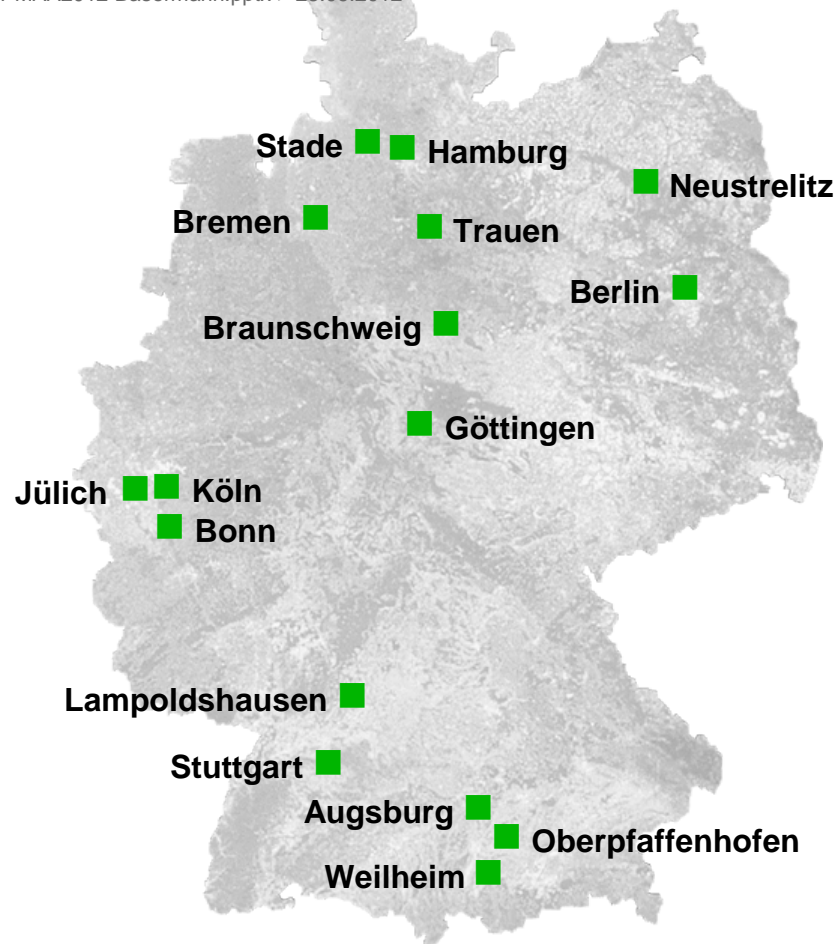 Stade
Hamburg
Neustrelitz
Bremen
Trauen
Berlin
Braunschweig
Göttingen
Jülich
Köln
Bonn
Lampoldshausen
Stuttgart
Augsburg
Oberpfaffenhofen
Weilheim